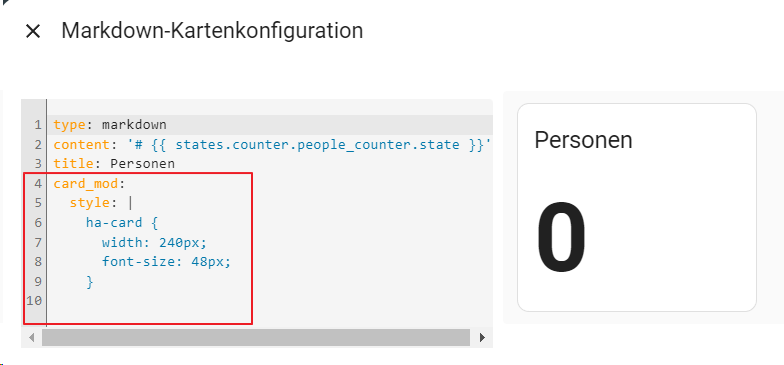 × Markdown-Kartenkonfiguration
1 type: markdown
2 content: '# {{ states.counter.people_counter.state }}'
3 title: Personen
4 card_mod:
5   style: |
6     ha-card {
7       width: 240px;
8       font-size: 48px;
9     }
10
Personen
0